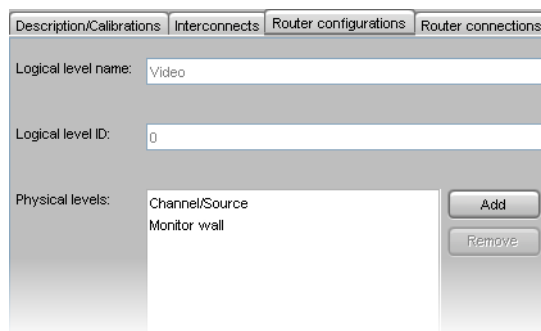 Description/Calibrations Interconnects Router configurations Router connections
Logical level name: Video
Logical level ID: 0
Physical levels: Channel/Source Add
Monitor wall Remove